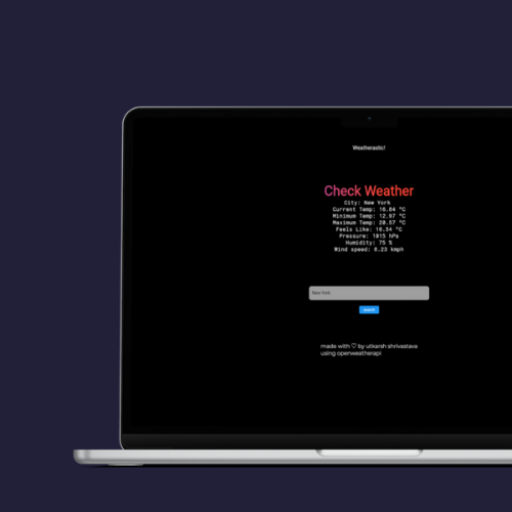 Weathertastic!
Check Weather
City: New York
Current Temp: 16.84 °C
Minimum Temp: 12.97 °C
Maximum Temp: 20.57 °C
Feels Like: 16.54 °C
Pressure: 1015 hPa
Humidity: 75 %
Wind speed: 8.23 kmph
New York
search
made with ♡ by utkarsh shrivastava
using openweatherapi